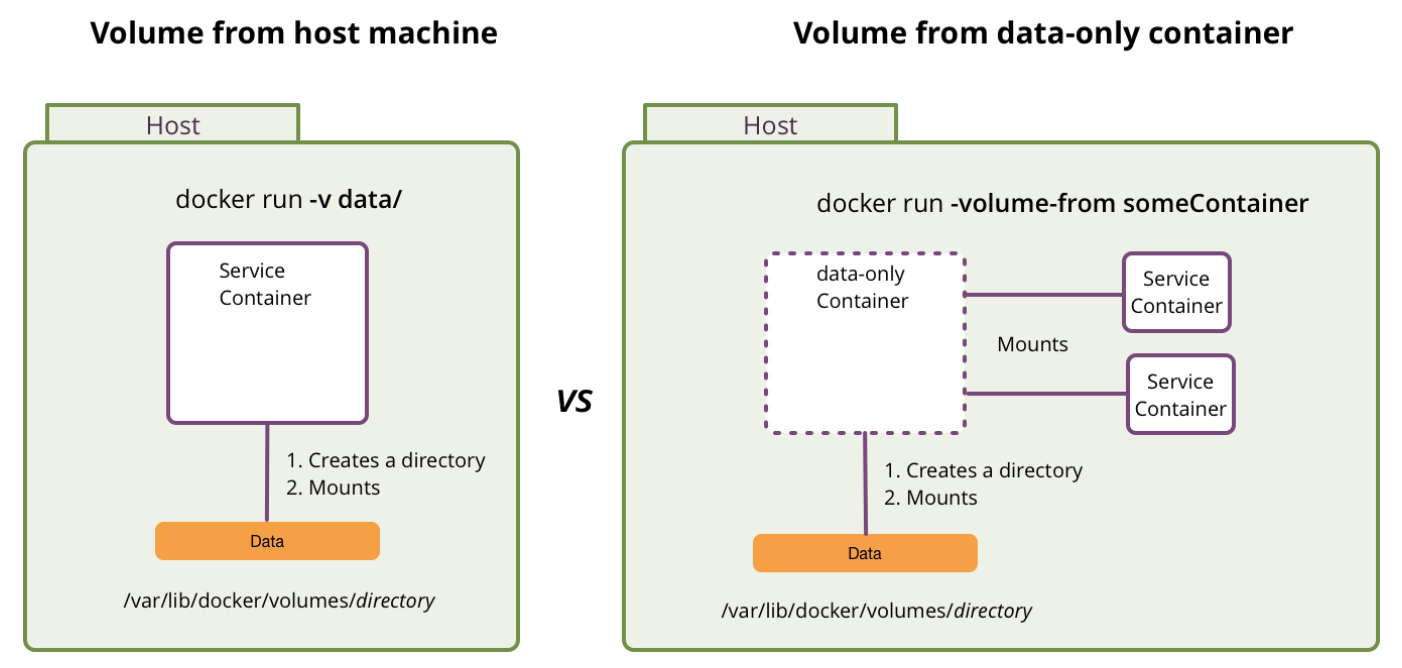 Volume from host machine
Host
docker run -v data/
Service
Container
1. Creates a directory
2. Mounts
Data
/var/lib/docker/volumes/directory
VS
Volume from data-only container
Host
docker run -volume-from someContainer
data-only
Container
Service
Container
Mounts
Service
Container
1. Creates a directory
2. Mounts
Data
/var/lib/docker/volumes/directory